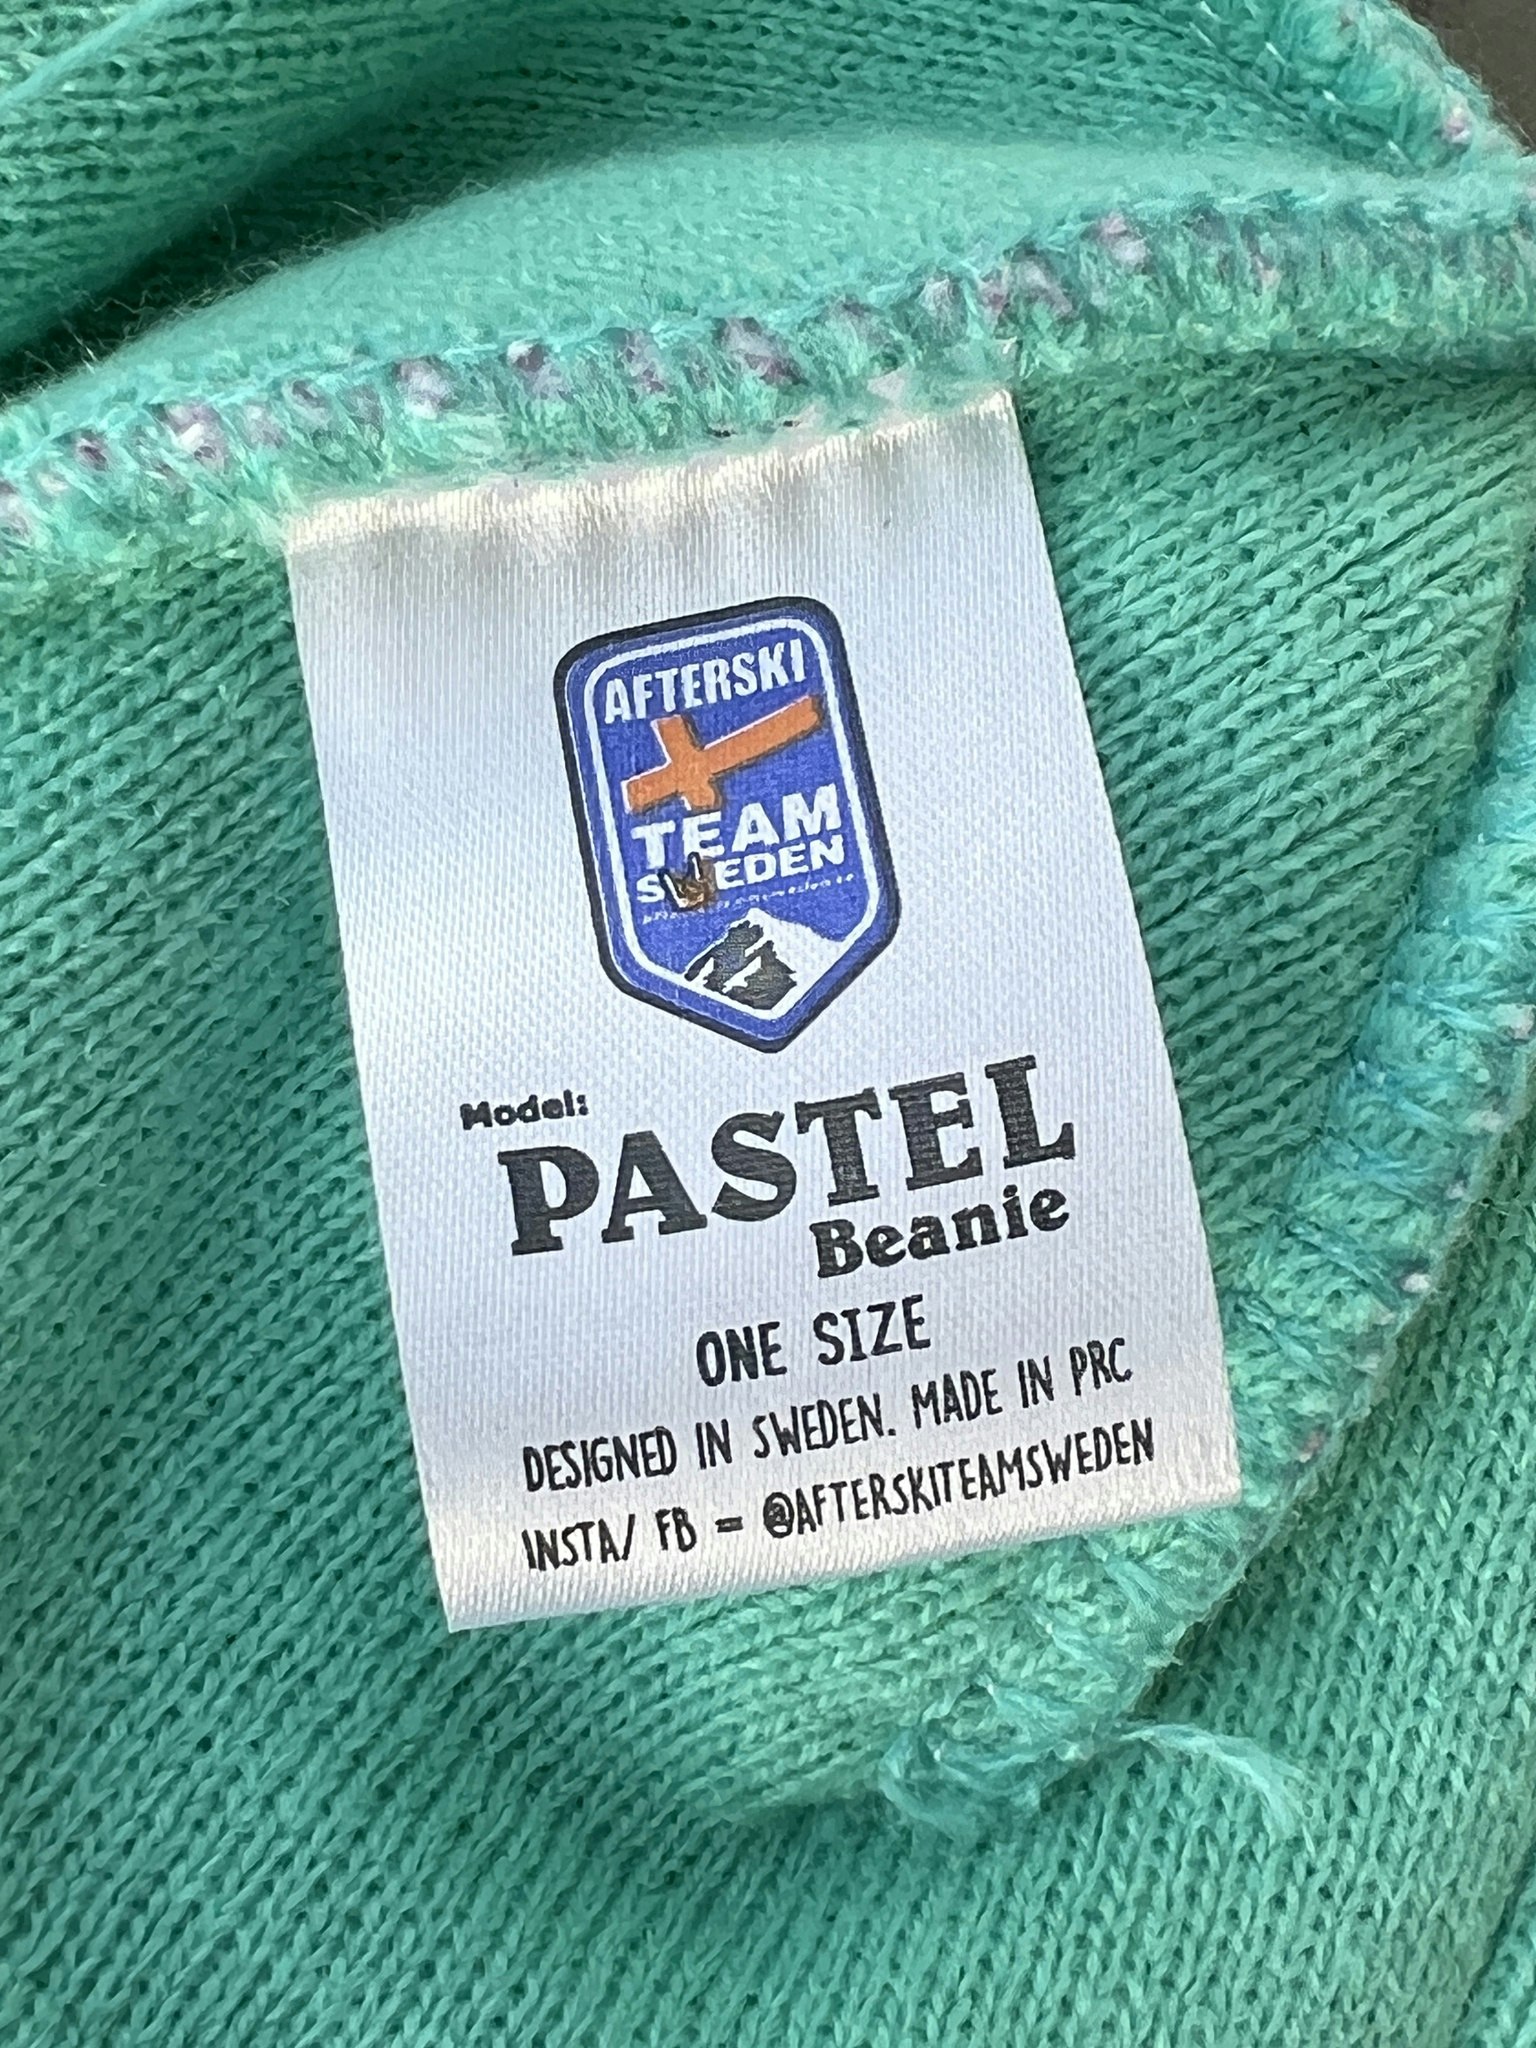 AFTERSKI
TEAM
SWEDEN
Model:
PASTEL
Beanie
ONE SIZE
DESIGNED IN SWEDEN. MADE IN PRC
INSTA/ FB = @AFTERSKITEAMSWEDEN